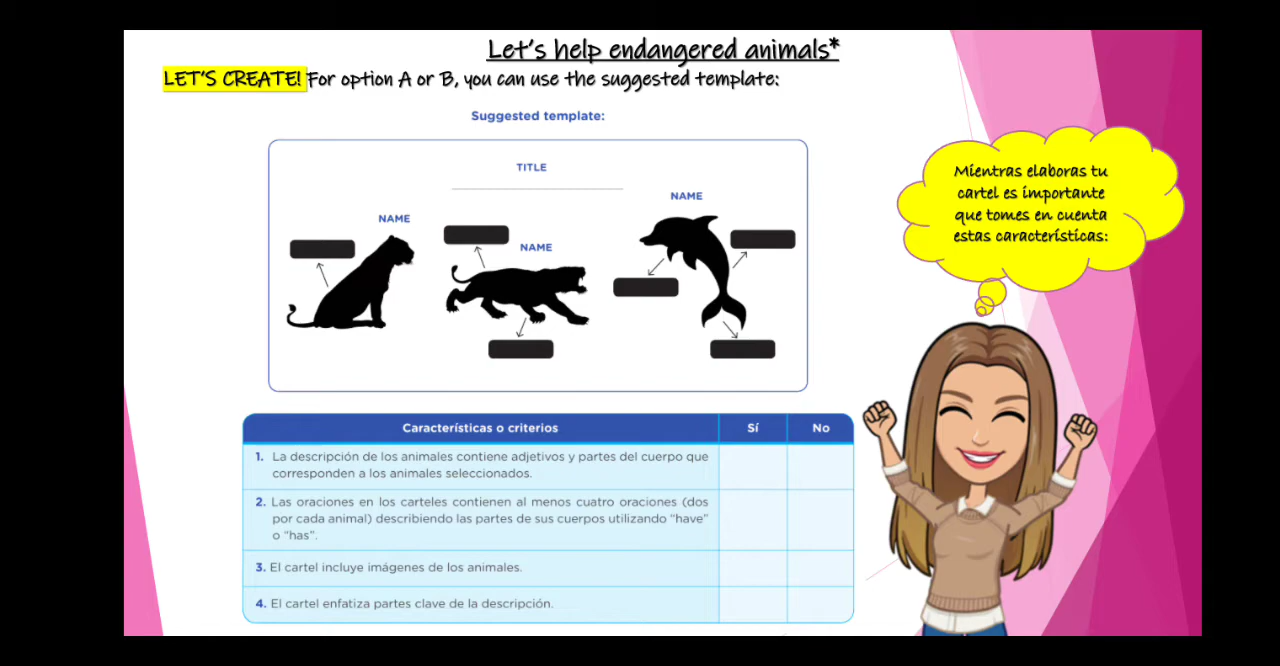 Let's help endangered animals*
LET'S CREATE! For option A or B, you can use the suggested template:
Suggested template:
TITLE
NAME
NAME
NAME
Mientras elaboras tu
cartel es importante
que tomes en cuenta
estas características:
Características o criterios Sí No
1. La descripción de los animales contiene adjetivos y partes del cuerpo que
corresponden a los animales seleccionados.
2. Las oraciones en los carteles contienen al menos cuatro oraciones (dos
por cada animal) describiendo las partes de sus cuerpos utilizando “have”
o “has”.
3. El cartel incluye imágenes de los animales.
4. El cartel enfatiza partes clave de la descripción.